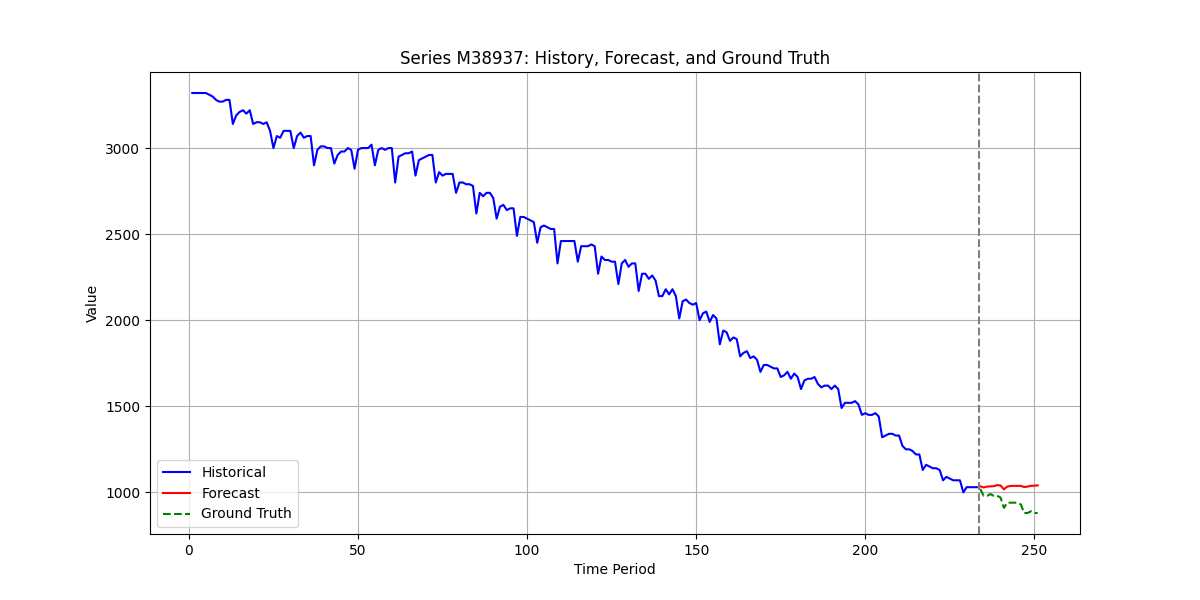 Series M38937: History, Forecast, and Ground Truth
Value
3000
2500
2000
1500
1000
Historical
Forecast
Ground Truth
0 50 100 150 200 250
Time Period